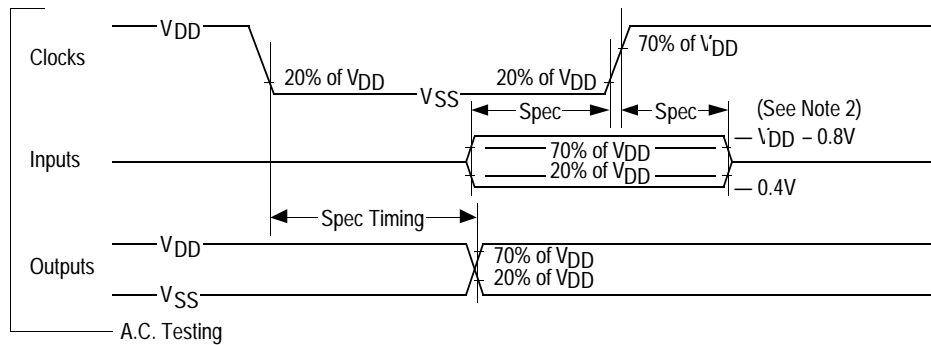 VDD
Clocks
70% of VDD
20% of VDD
20% of VDD
VSS
Spec
Spec
(See Note 2)
VDD – 0.8V
Inputs
70% of VDD
20% of VDD
0.4V
Spec Timing
VDD
Outputs
70% of VDD
20% of VDD
VSS
A.C. Testing